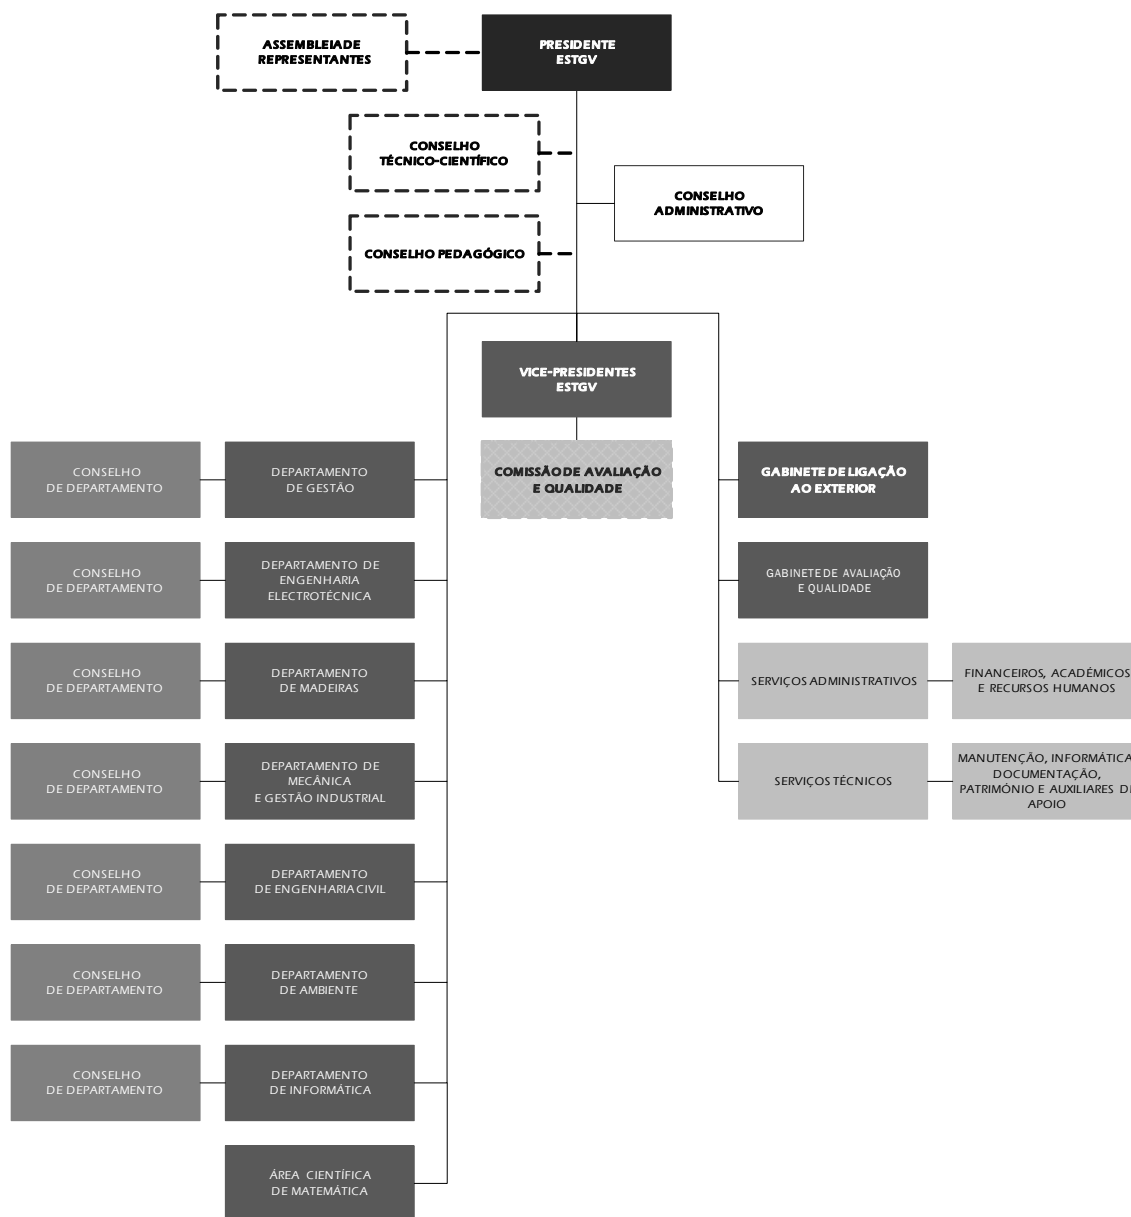 ASSEMBLEIA DE
REPRESENTANTES
PRESIDENTE
ESTGV
CONSELHO
TÉCNICO-CIENTÍFICO
CONSELHO
ADMINISTRATIVO
CONSELHO PEDAGÓGICO
VICE-PRESIDENTES
ESTGV
COMISSÃO DE AVALIAÇÃO
E QUALIDADE
CONSELHO
DE DEPARTAMENTO
DEPARTAMENTO
DE GESTÃO
GABINETE DE LIGAÇÃO
AO EXTERIOR
CONSELHO
DE DEPARTAMENTO
DEPARTAMENTO DE
ENGENHARIA
ELECTROTÉCNICA
GABINETE DE AVALIAÇÃO
E QUALIDADE
CONSELHO
DE DEPARTAMENTO
DEPARTAMENTO
DE MADEIRAS
SERVIÇOS ADMINISTRATIVOS
FINANCEIROS, ACADÉMICOS
E RECURSOS HUMANOS
CONSELHO
DE DEPARTAMENTO
DEPARTAMENTO DE
MECÂNICA
E GESTÃO INDUSTRIAL
SERVIÇOS TÉCNICOS
MANUTENÇÃO, INFORMÁTICA
DOCUMENTAÇÃO,
PATRIMÓNIO E AUXILIARES DE
APOIO
CONSELHO
DE DEPARTAMENTO
DEPARTAMENTO
DE ENGENHARIA CIVIL
CONSELHO
DE DEPARTAMENTO
DEPARTAMENTO
DE AMBIENTE
CONSELHO
DE DEPARTAMENTO
DEPARTAMENTO
DE INFORMÁTICA
ÁREA CIENTÍFICA
DE MATEMÁTICA